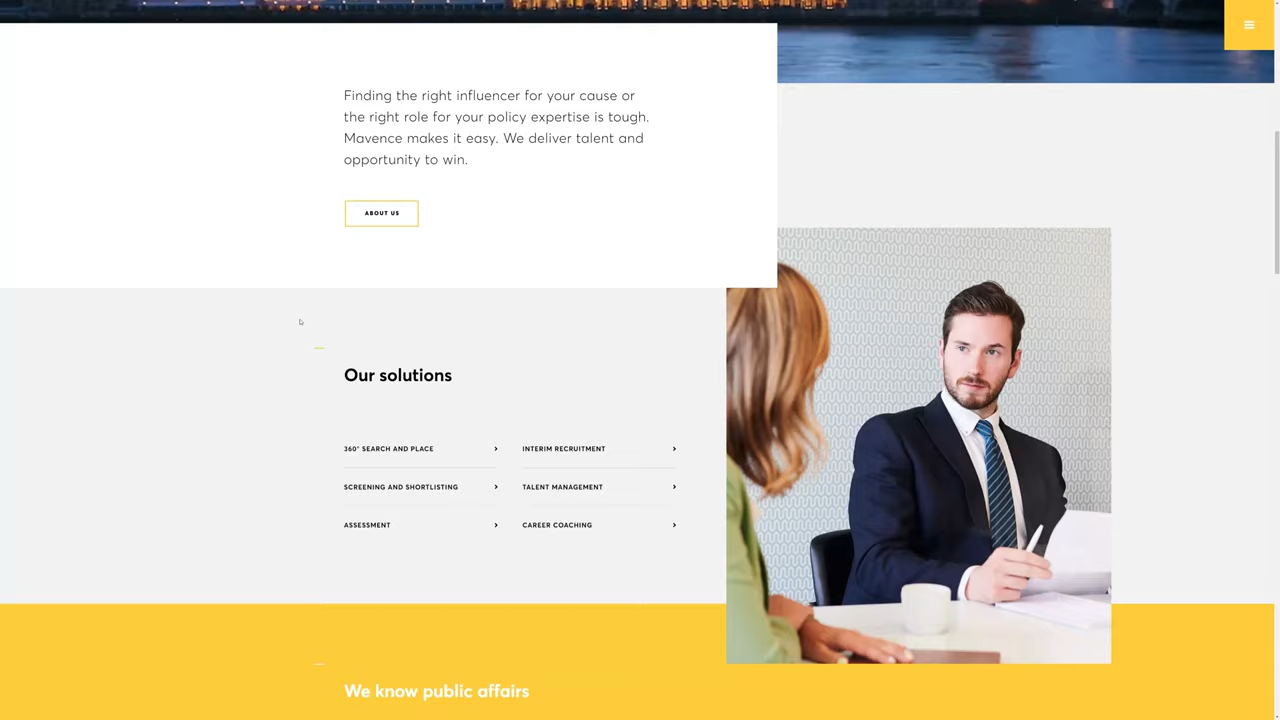 Finding the right influencer for your cause or
the right role for your policy expertise is tough.
Mavence makes it easy. We deliver talent and
opportunity to win.
ABOUT US
Our solutions
360° SEARCH AND PLACE
INTERIM RECRUITMENT
SCREENING AND SHORTLISTING
TALENT MANAGEMENT
ASSESSMENT
CAREER COACHING
We know public affairs